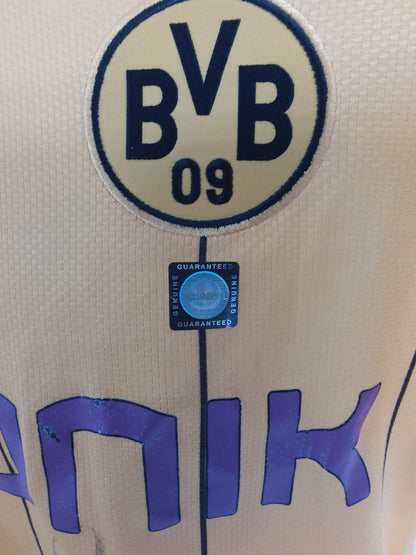 BVB
09
GUARANTEED
GENUINE
GENUINE
GUARANTEED
NIK